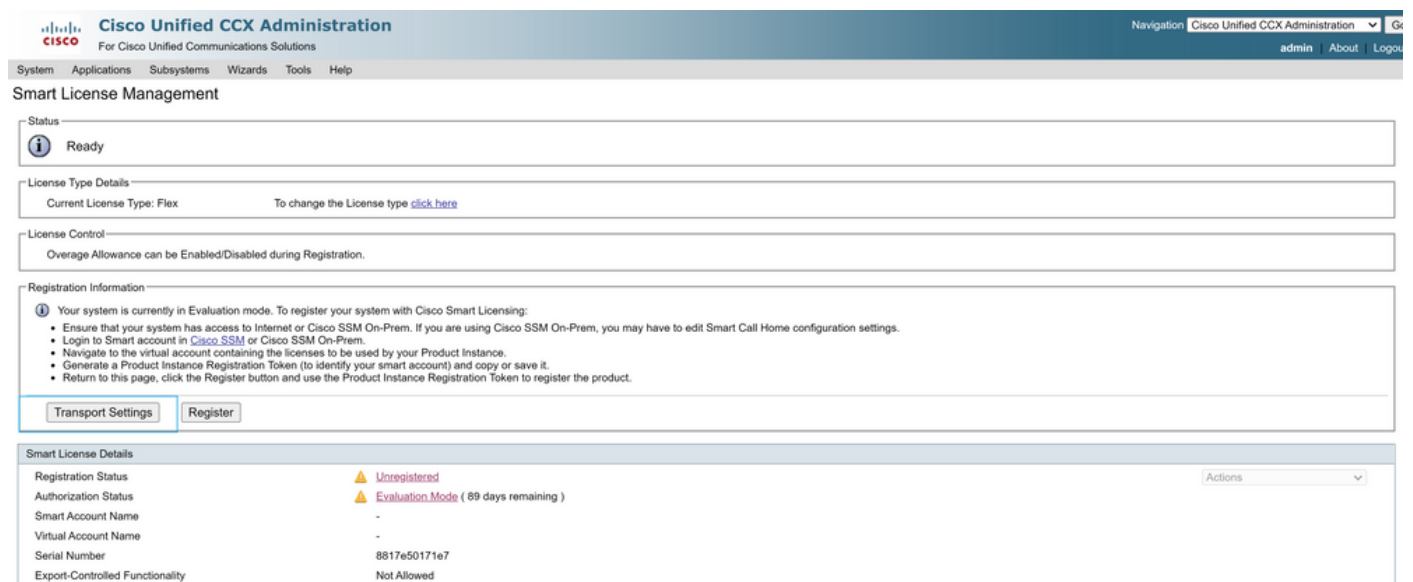 CISCO
Cisco Unified CCX Administration
For Cisco Unified Communications Solutions
Navigation Cisco Unified CCX Administration
admin | About | Logou
System Applications Subsystems Wizards Tools Help
Smart License Management
Status
Ready
License Type Details
Current License Type: Flex To change the License type click here
License Control
Overage Allowance can be Enabled/Disabled during Registration.
Registration Information
Your system is currently in Evaluation mode. To register your system with Cisco Smart Licensing:
• Ensure that your system has access to Internet or Cisco SSM On-Prem. If you are using Cisco SSM On-Prem, you may have to edit Smart Call Home configuration settings.
• Login to Smart account in Cisco SSM or Cisco SSM On-Prem.
• Navigate to the virtual account containing the licenses to be used by your Product Instance.
• Generate a Product Instance Registration Token (to identify your smart account) and copy or save it.
• Return to this page, click the Register button and use the Product Instance Registration Token to register the product.
Transport Settings Register
Smart License Details
Registration Status Unregistered Actions
Authorization Status Evaluation Mode ( 89 days remaining )
Smart Account Name -
Virtual Account Name -
Serial Number 8817e50171e7
Export-Controlled Functionality Not Allowed